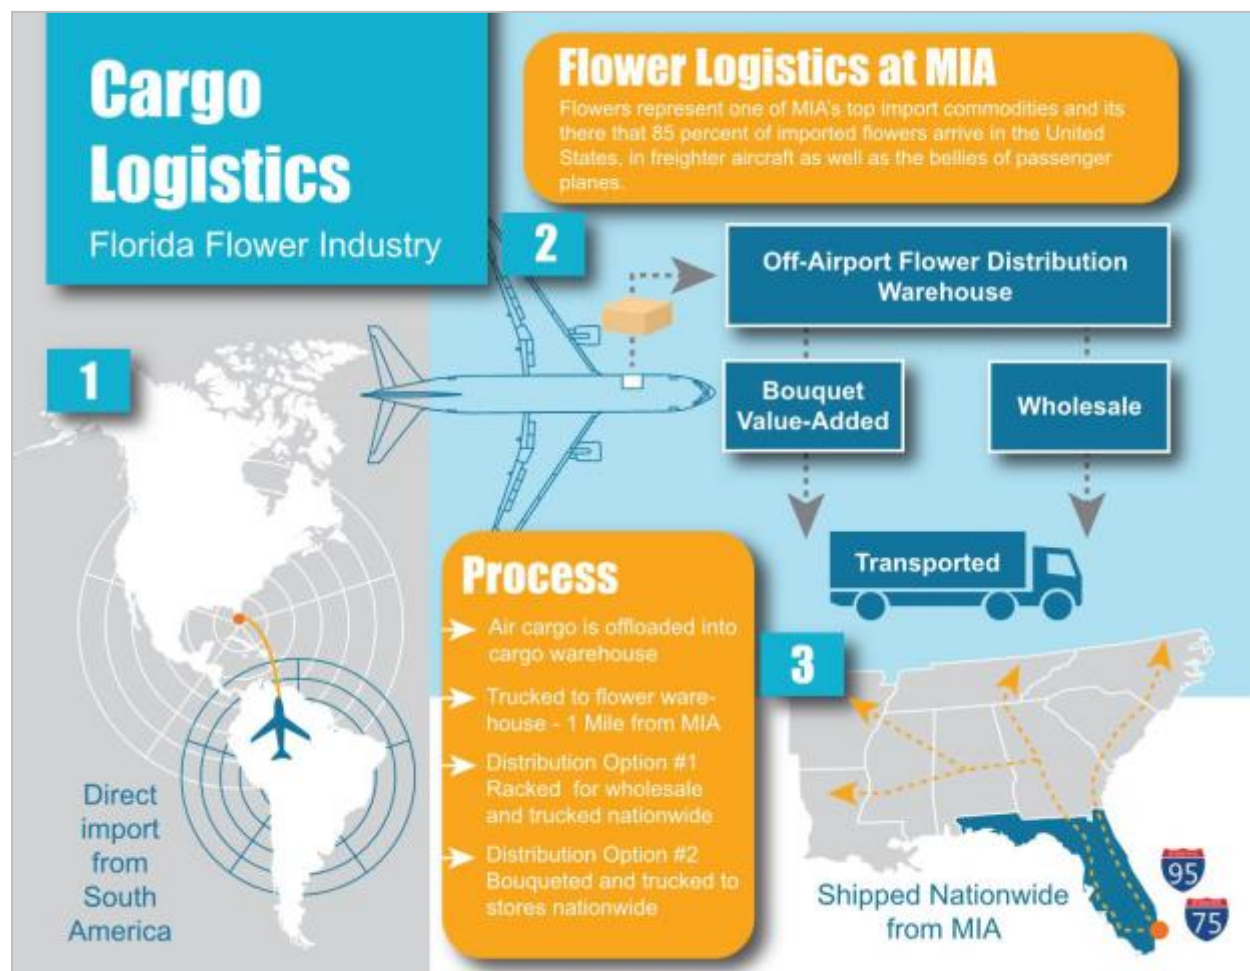 Cargo
Logistics
Florida Flower Industry
Flower Logistics at MIA
Flowers represent one of MIA's top import commodities and its
there that 85 percent of imported flowers arrive in the United
States, in freighter aircraft as well as the bellies of passenger
planes.
1
Direct
import
from
South
America
2
Off-Airport Flower Distribution
Warehouse
Bouquet
Value-Added
Wholesale
Transported
Process
Air cargo is offloaded into
cargo warehouse
Trucked to flower ware-
house - 1 Mile from MIA
Distribution Option #1
Racked for wholesale
and trucked nationwide
Distribution Option #2
Bouqueted and trucked to
stores nationwide
3
Shipped Nationwide
from MIA
95
75